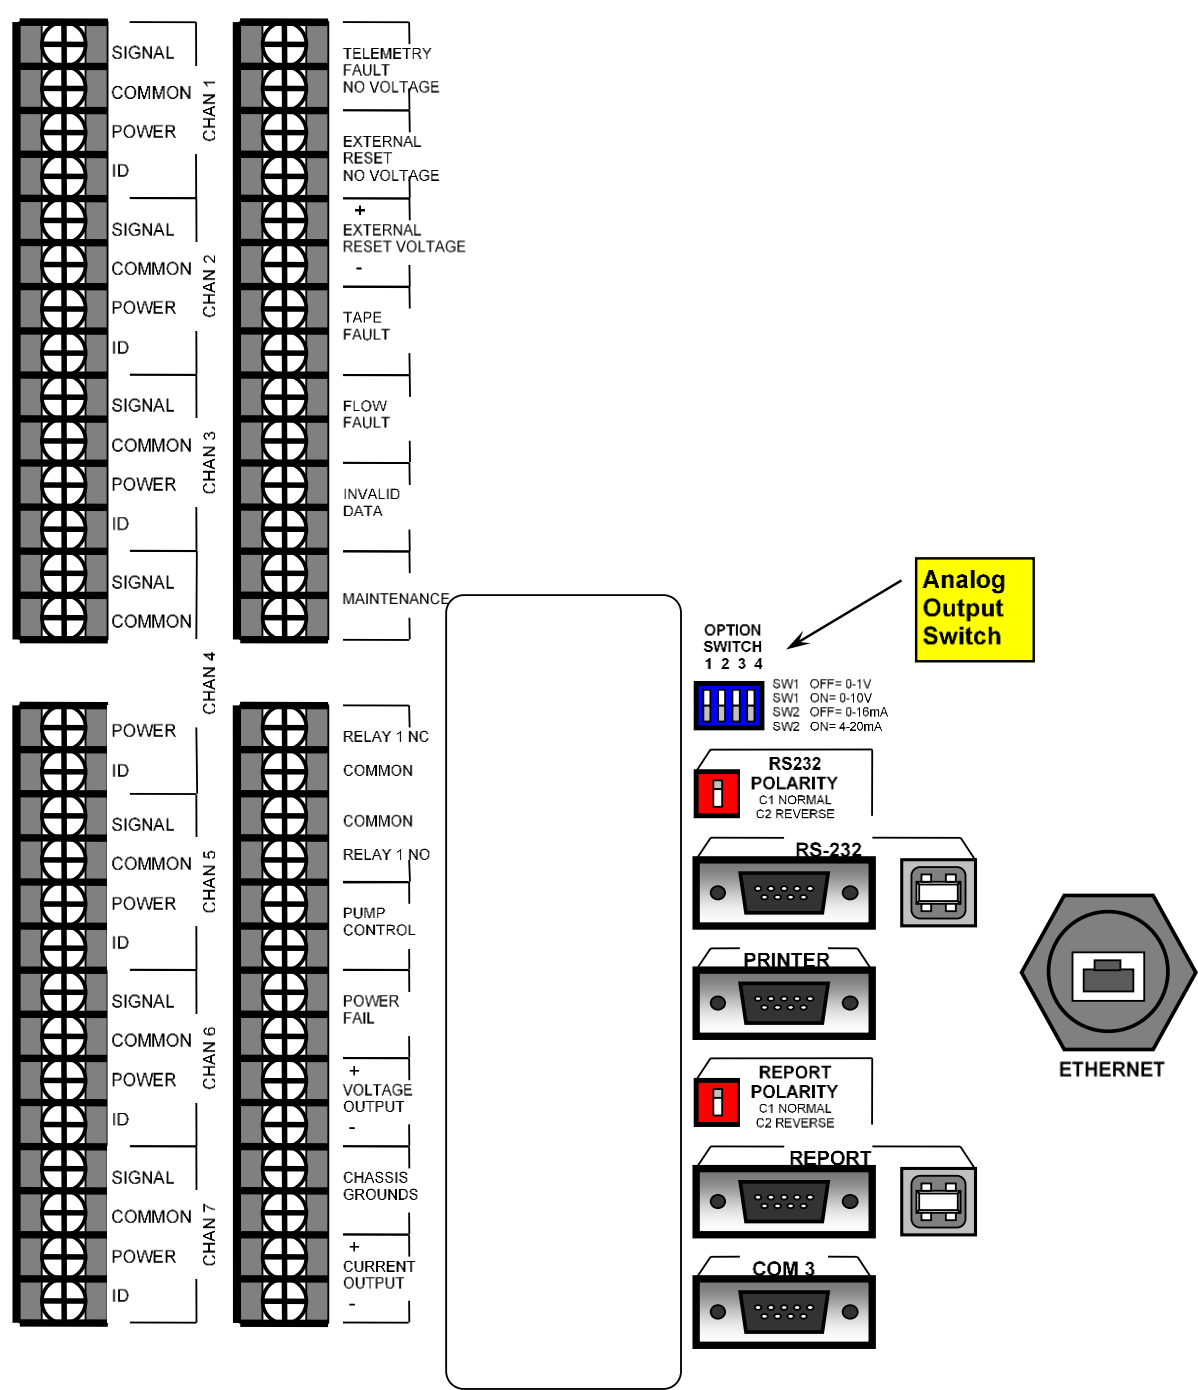 SIGNAL
COMMON
POWER
ID
CHAN 1
SIGNAL
COMMON
POWER
ID
CHAN 2
SIGNAL
COMMON
POWER
ID
CHAN 3
SIGNAL
COMMON
POWER
ID
CHAN 4
SIGNAL
COMMON
POWER
ID
CHAN 5
SIGNAL
COMMON
POWER
ID
CHAN 6
SIGNAL
COMMON
POWER
ID
CHAN 7
TELEMETRY
FAULT
NO VOLTAGE
EXTERNAL
RESET
NO VOLTAGE
+
EXTERNAL
RESET VOLTAGE
-
TAPE
FAULT
FLOW
FAULT
INVALID
DATA
MAINTENANCE
RELAY 1 NC
COMMON
COMMON
RELAY 1 NO
PUMP
CONTROL
POWER
FAIL
+
VOLTAGE
OUTPUT
-
CHASSIS
GROUNDS
+
CURRENT
OUTPUT
-
Analog
Output
Switch
OPTION
SWITCH
1 2 3 4
SW1 OFF= 0-1V
SW1 ON= 0-10V
SW2 OFF= 0-16mA
SW2 ON= 4-20mA
RS232
POLARITY
C1 NORMAL
C2 REVERSE
RS-232
PRINTER
REPORT
POLARITY
C1 NORMAL
C2 REVERSE
REPORT
COM 3
ETHERNET